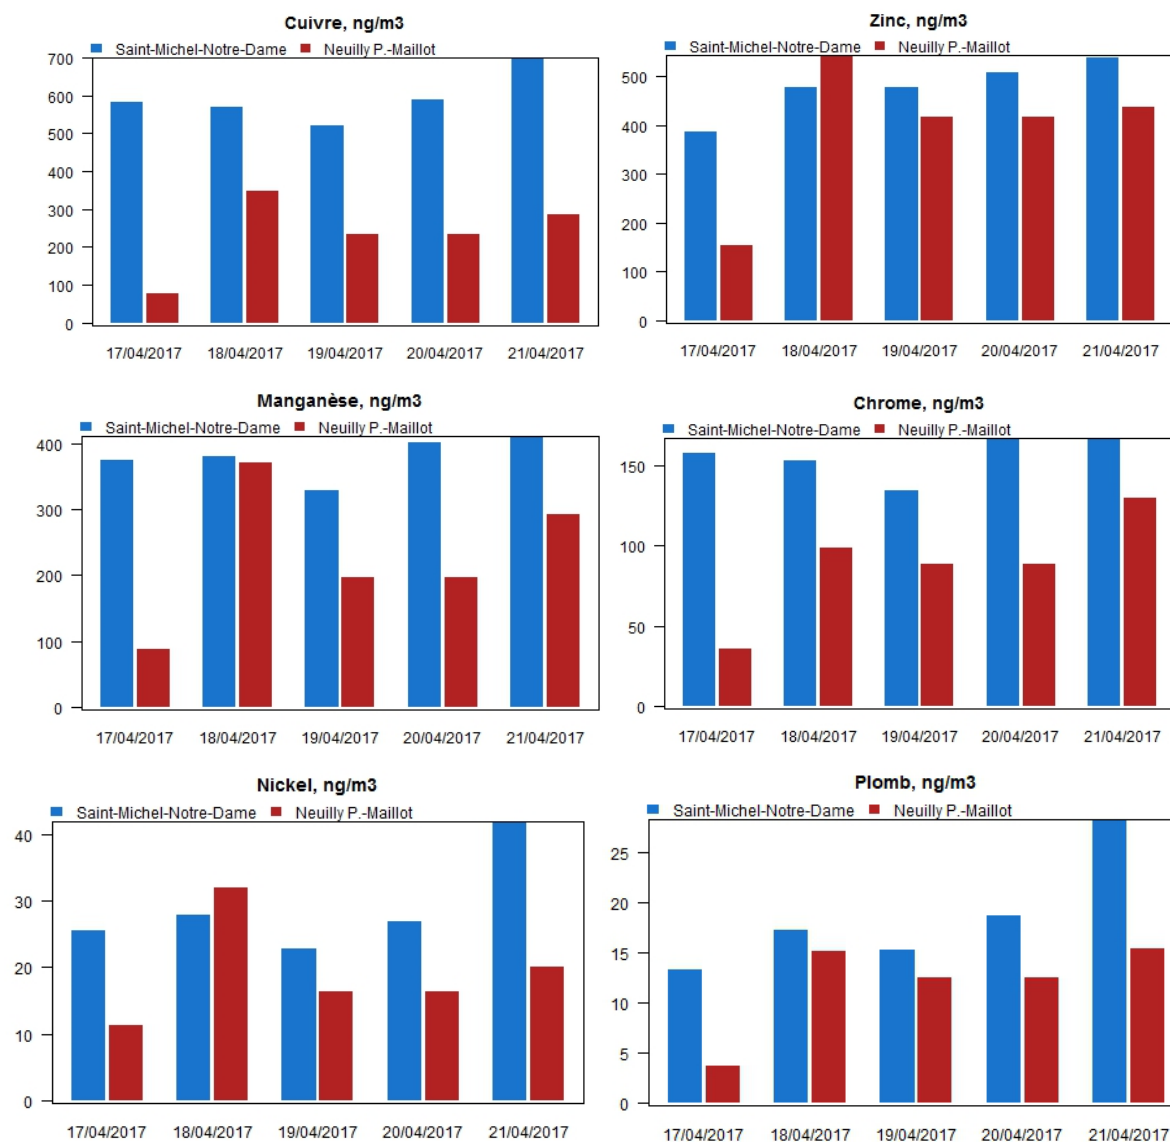 Cuivre, ng/m3
Saint-Michel-Notre-Dame Neuilly P.-Maillot
700
600
500
400
300
200
100
0
17/04/2017 18/04/2017 19/04/2017 20/04/2017 21/04/2017
Zinc, ng/m3
Saint-Michel-Notre-Dame Neuilly P.-Maillot
500
400
300
200
100
0
17/04/2017 18/04/2017 19/04/2017 20/04/2017 21/04/2017
Manganèse, ng/m3
Saint-Michel-Notre-Dame Neuilly P.-Maillot
400
300
200
100
0
17/04/2017 18/04/2017 19/04/2017 20/04/2017 21/04/2017
Chrome, ng/m3
Saint-Michel-Notre-Dame Neuilly P.-Maillot
150
100
50
0
17/04/2017 18/04/2017 19/04/2017 20/04/2017 21/04/2017
Nickel, ng/m3
Saint-Michel-Notre-Dame Neuilly P.-Maillot
40
30
20
10
0
17/04/2017 18/04/2017 19/04/2017 20/04/2017 21/04/2017
Plomb, ng/m3
Saint-Michel-Notre-Dame Neuilly P.-Maillot
25
20
15
10
5
0
17/04/2017 18/04/2017 19/04/2017 20/04/2017 21/04/2017